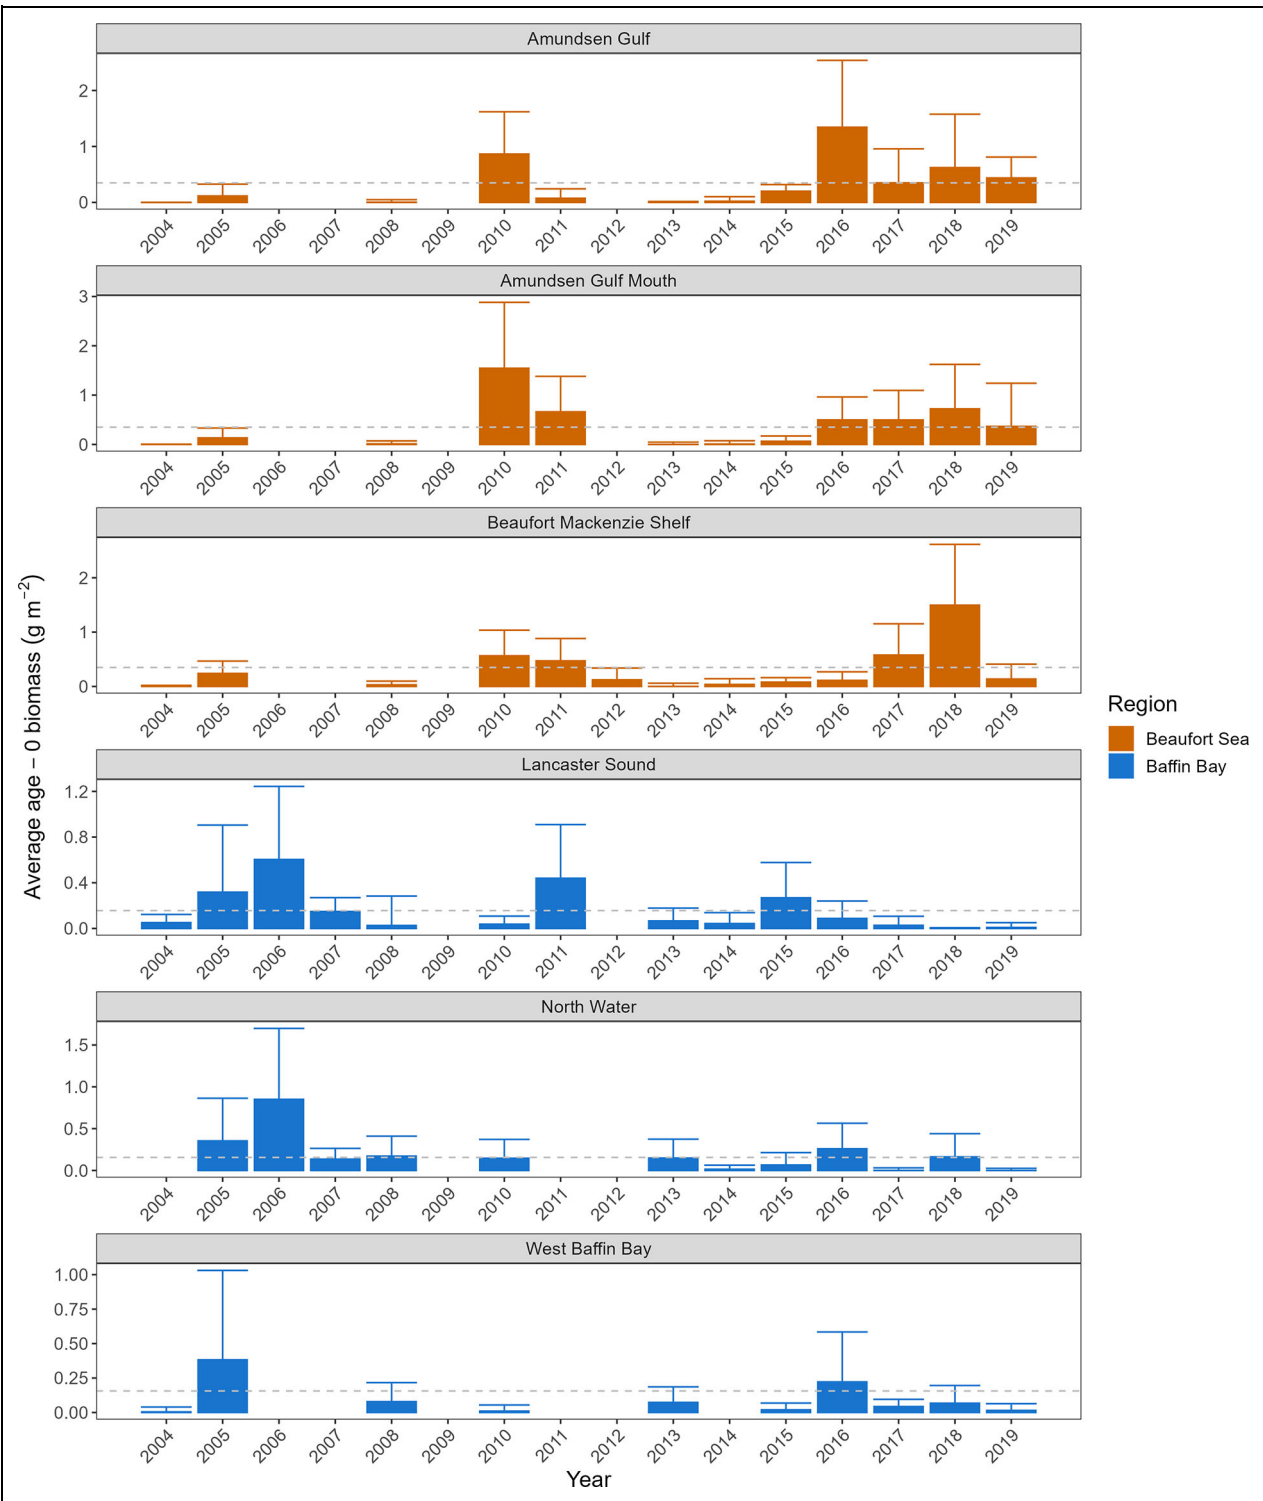 Amundsen Gulf
2
1
0
2004 2005 2006 2007 2008 2009 2010 2011 2012 2013 2014 2015 2016 2017 2018 2019
Amundsen Gulf Mouth
3
2
1
0
2004 2005 2006 2007 2008 2009 2010 2011 2012 2013 2014 2015 2016 2017 2018 2019
Beaufort Mackenzie Shelf
2
1
0
2004 2005 2006 2007 2008 2009 2010 2011 2012 2013 2014 2015 2016 2017 2018 2019
Lancaster Sound
1.2
0.8
0.4
0.0
2004 2005 2006 2007 2008 2009 2010 2011 2012 2013 2014 2015 2016 2017 2018 2019
North Water
1.5
1.0
0.5
0.0
2004 2005 2006 2007 2008 2009 2010 2011 2012 2013 2014 2015 2016 2017 2018 2019
West Baffin Bay
1.00
0.75
0.50
0.25
0.00
2004 2005 2006 2007 2008 2009 2010 2011 2012 2013 2014 2015 2016 2017 2018 2019
Year
Average age − 0 biomass (g m⁻²)
Region
Beaufort Sea
Baffin Bay